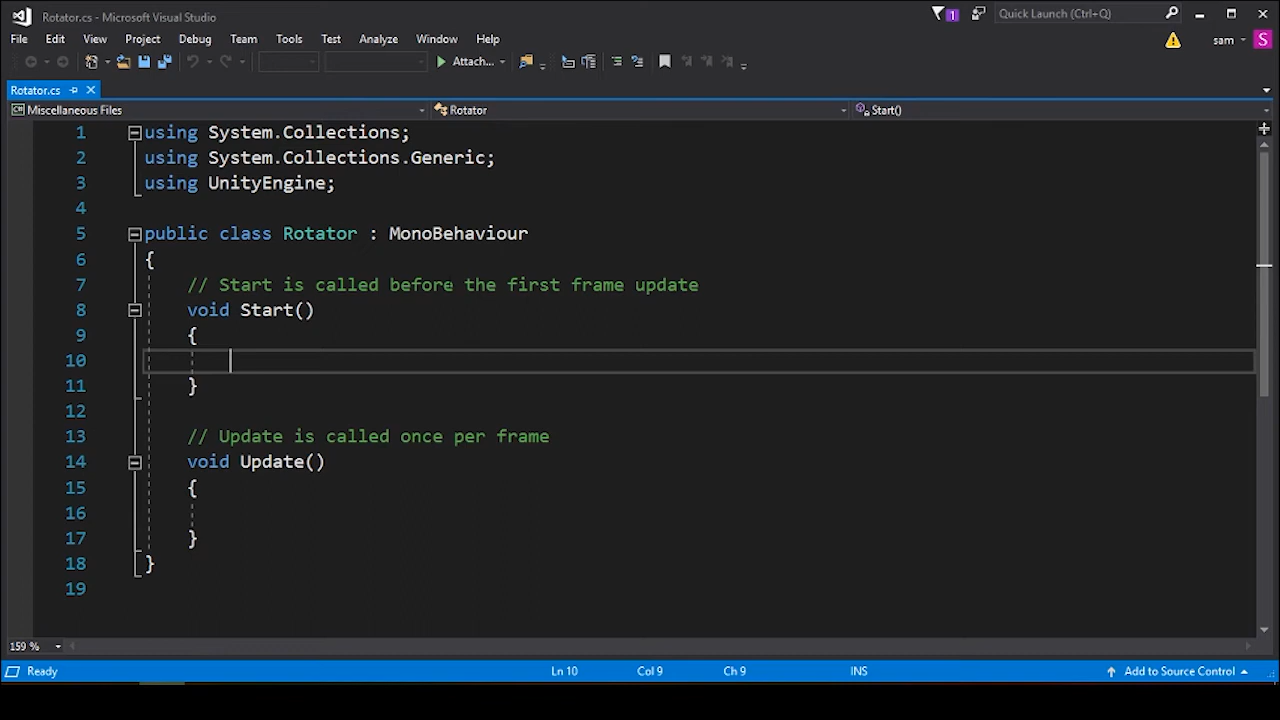 Rotator.cs - Microsoft Visual Studio
1
Quick Launch (Ctrl+Q)
File Edit View Project Debug Team Tools Test Analyze Window Help
sam
S
Attach...
Rotator.cs
Miscellaneous Files
Rotator
Start()
1 using System.Collections;
2 using System.Collections.Generic;
3 using UnityEngine;
4
5 public class Rotator : MonoBehaviour
6 {
7 // Start is called before the first frame update
8 void Start()
9 {
10
11 }
12
13 // Update is called once per frame
14 void Update()
15 {
16
17 }
18 }
19
159 %
Ready
Ln 10
Col 9
Ch 9
INS
Add to Source Control